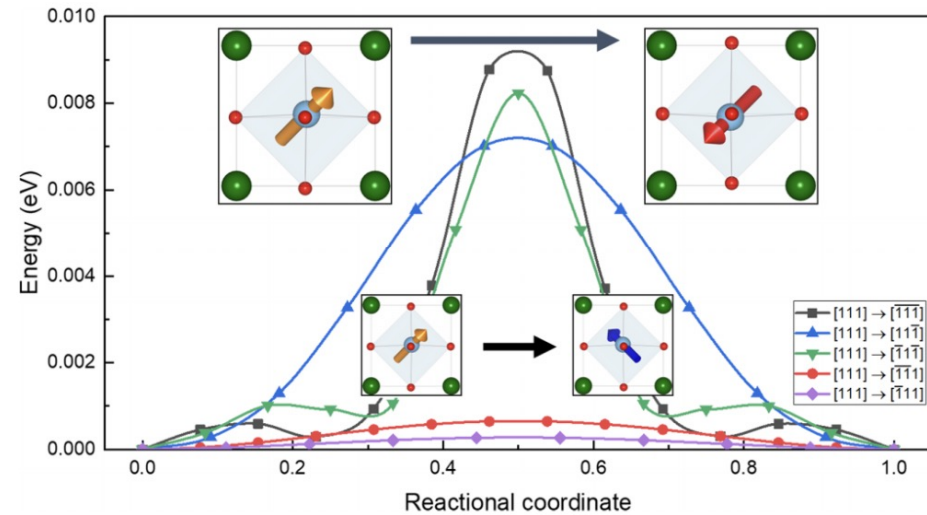 0.010
0.008
0.006
0.004
0.002
0.000
Energy (eV)
0.0 0.2 0.4 0.6 0.8 1.0
Reactional coordinate
[111] → [1̅1̅1̅]
[111] → [111̅]
[111] → [1̅11̅]
[111] → [1̅1̅1]
[111] → [1̅11]